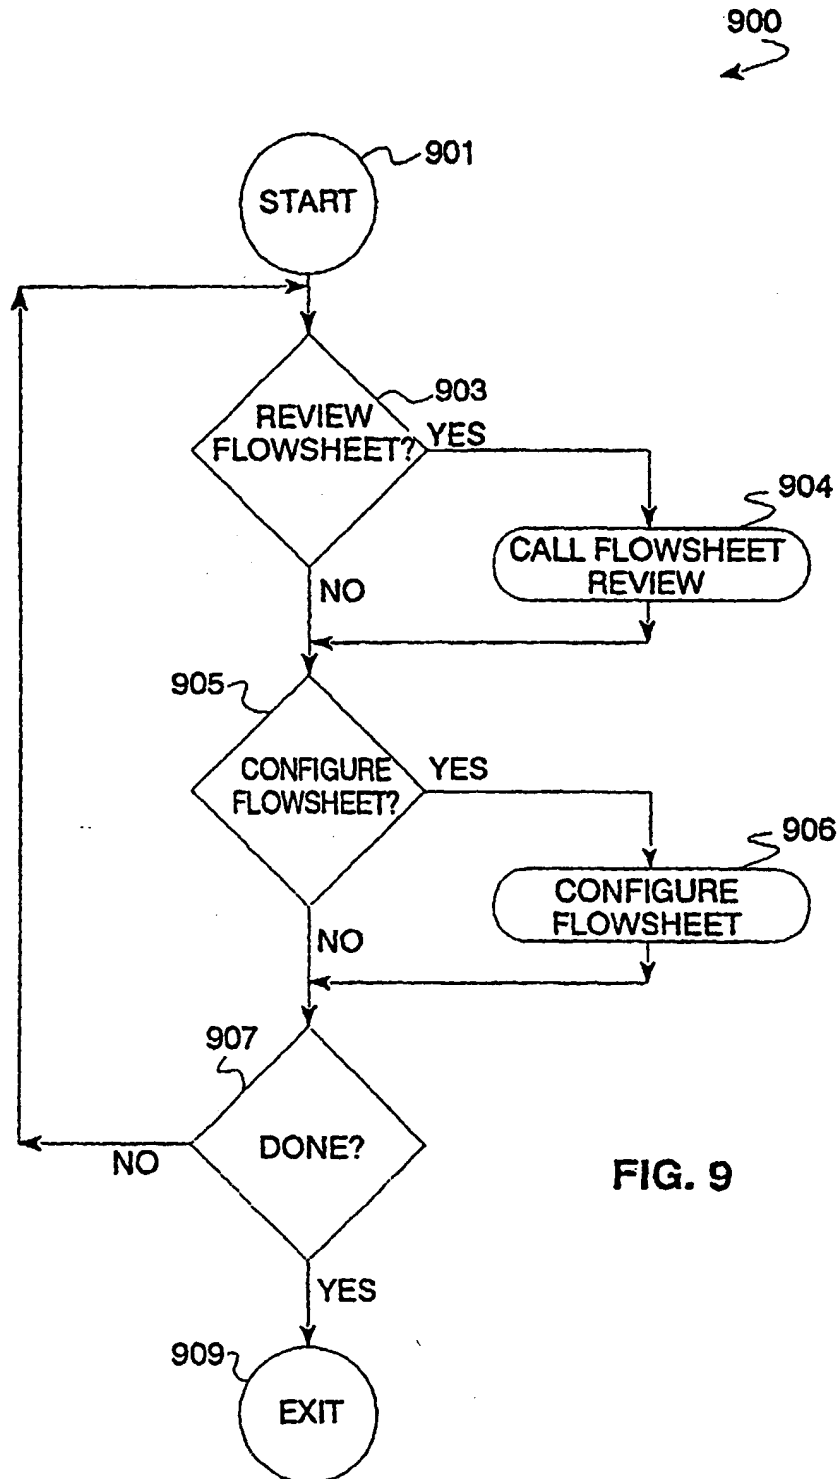 900
901
START
903
REVIEW
FLOWSHEET?
YES
904
CALL FLOWSHEET
REVIEW
NO
905
CONFIGURE
FLOWSHEET?
YES
906
CONFIGURE
FLOWSHEET
NO
907
DONE?
NO
FIG. 9
YES
909
EXIT